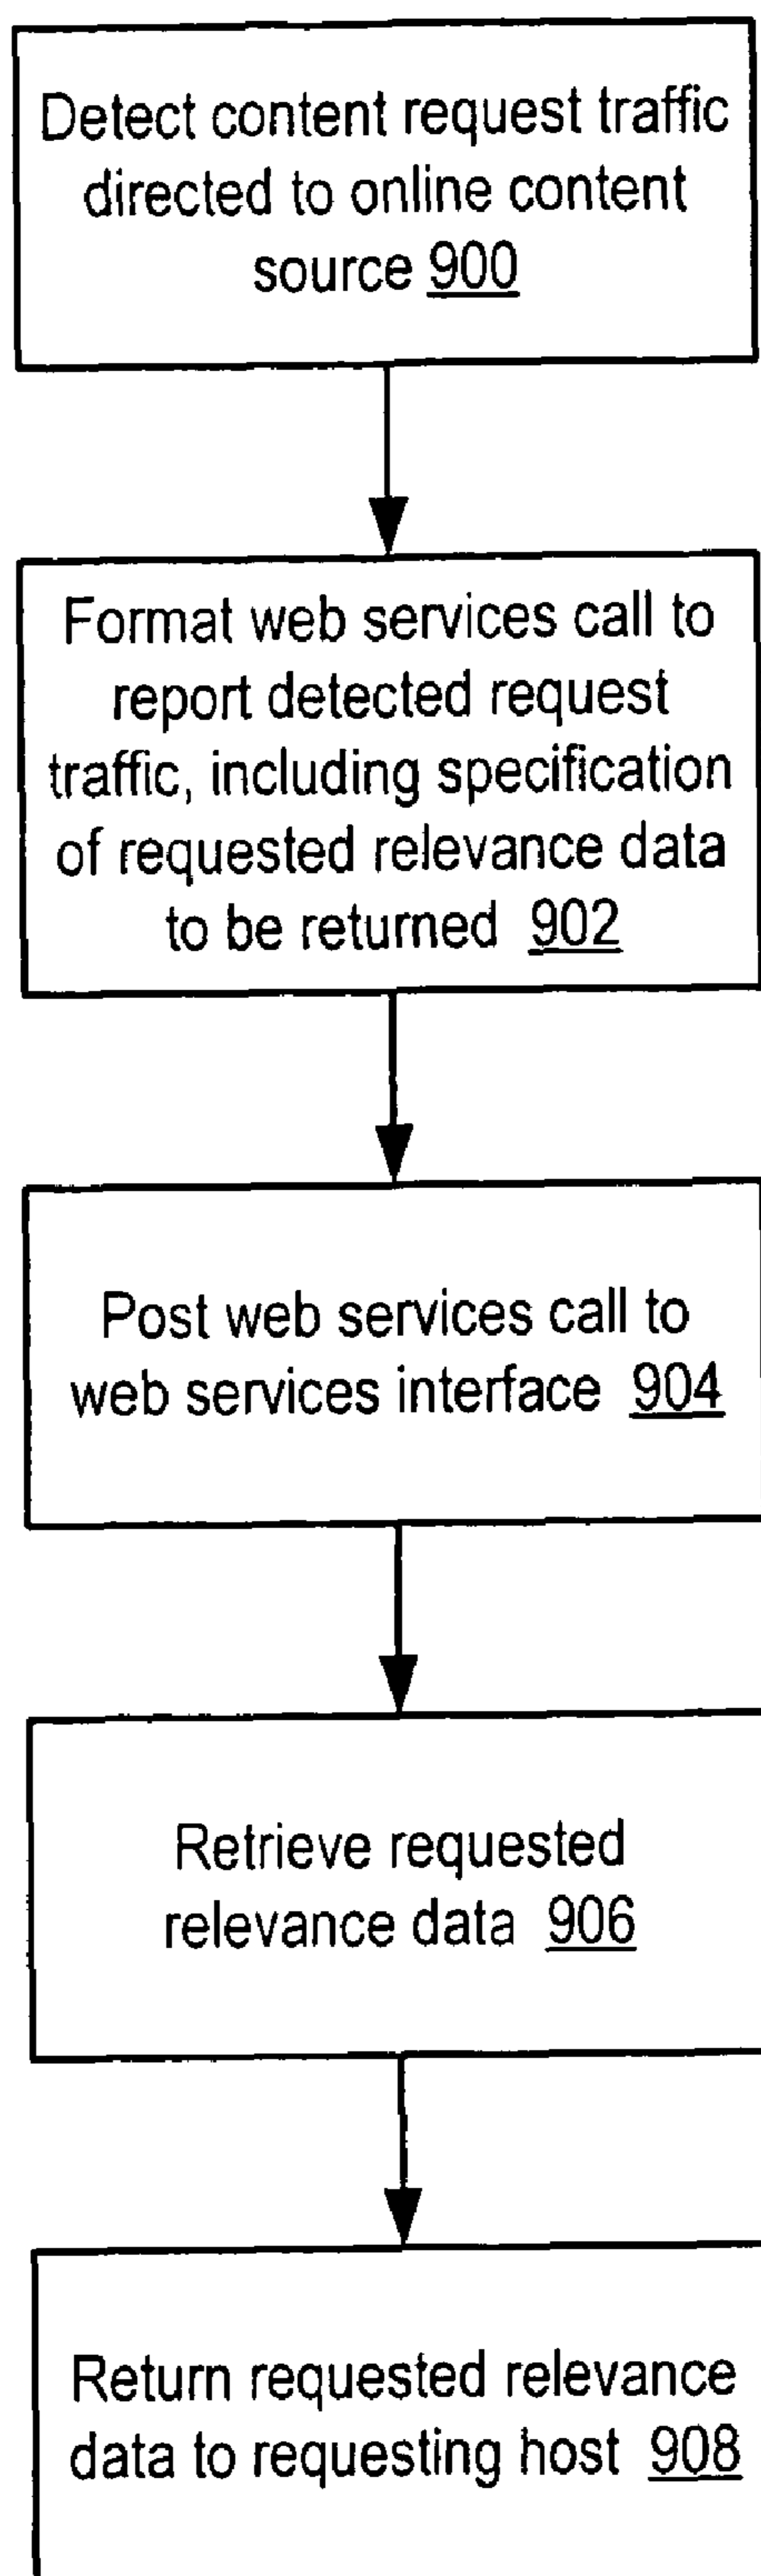 Detect content request traffic
directed to online content
source 900
Format web services call to
report detected request
traffic, including specification
of requested relevance data
to be returned 902
Post web services call to
web services interface 904
Retrieve requested
relevance data 906
Return requested relevance
data to requesting host 908